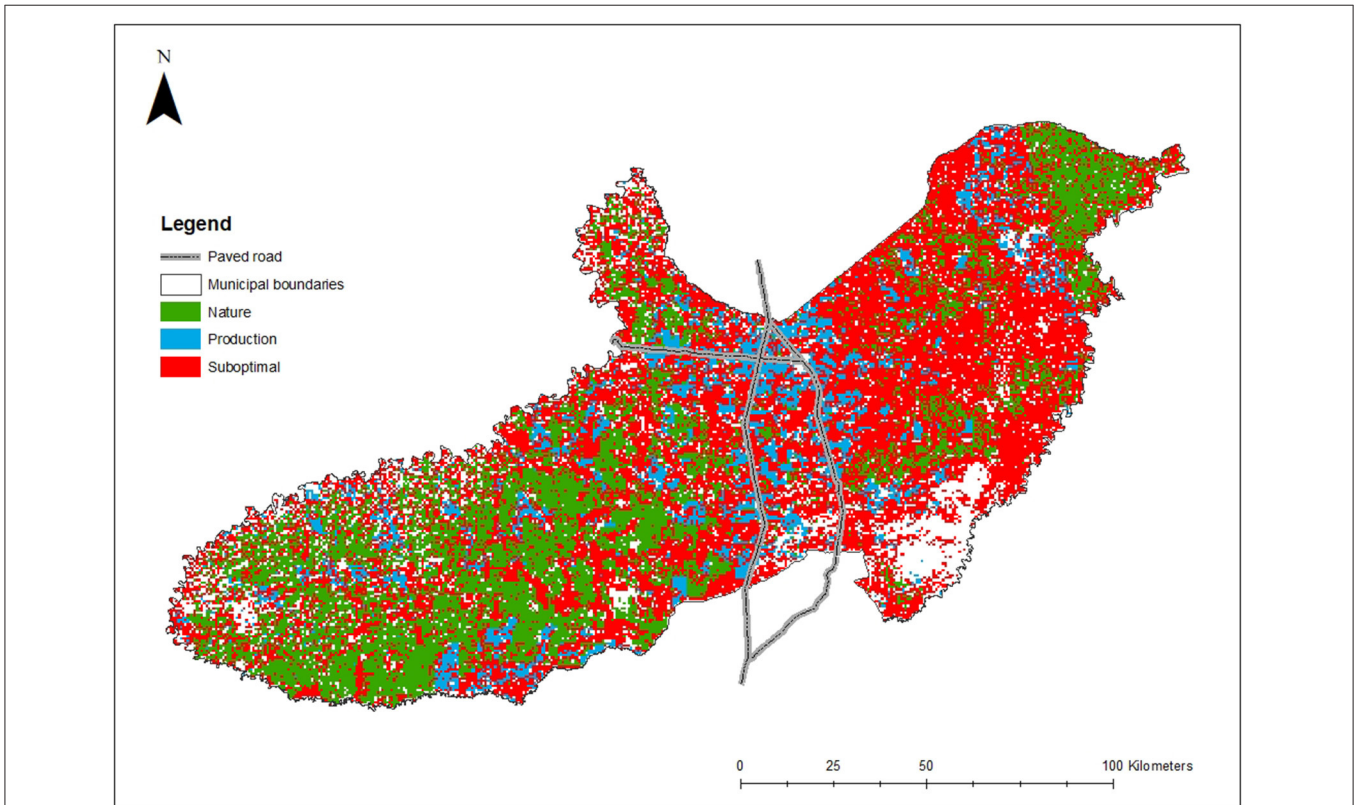 N
Legend
Paved road
Municipal boundaries
Nature
Production
Suboptimal
0 25 50 100 Kilometers